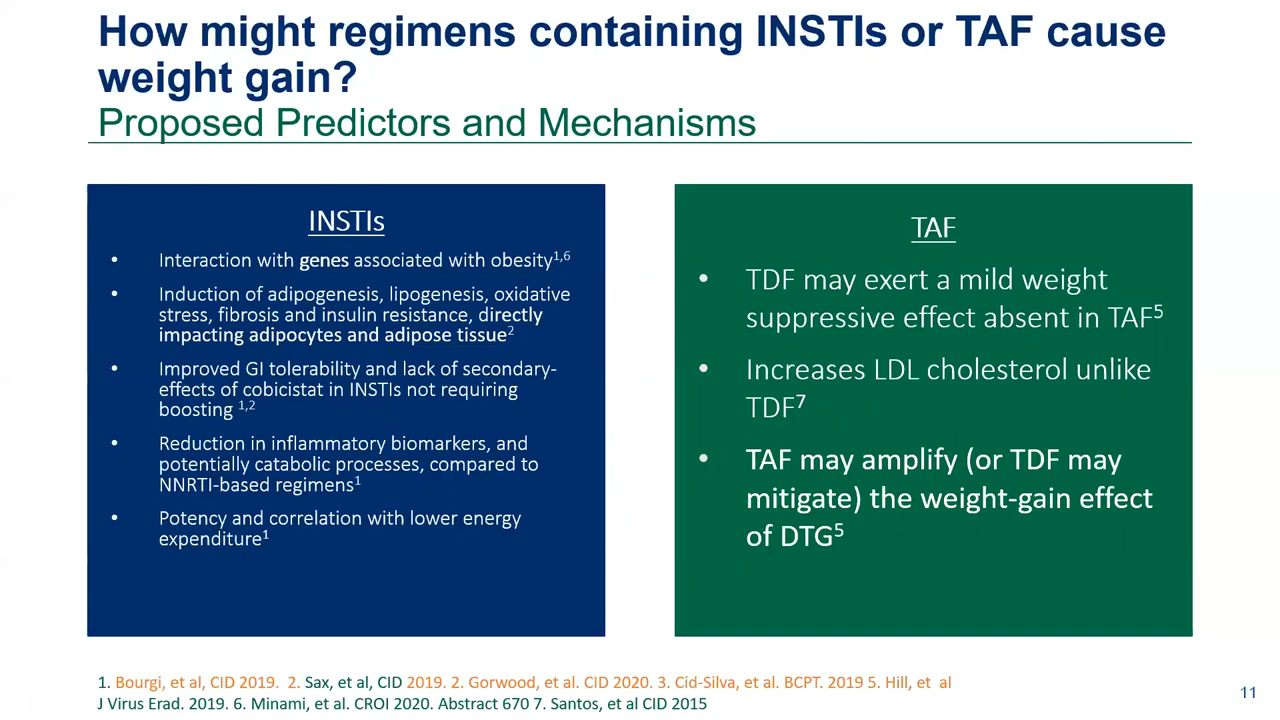 How might regimens containing INSTIs or TAF cause
weight gain?
Proposed Predictors and Mechanisms
INSTIs
• Interaction with genes associated with obesity1,6
• Induction of adipogenesis, lipogenesis, oxidative
stress, fibrosis and insulin resistance, directly
impacting adipocytes and adipose tissue2
• Improved GI tolerability and lack of secondary-
effects of cobicistat in INSTIs not requiring
boosting 1,2
• Reduction in inflammatory biomarkers, and
potentially catabolic processes, compared to
NNRTI-based regimens1
• Potency and correlation with lower energy
expenditure1
TAF
• TDF may exert a mild weight
suppressive effect absent in TAF5
• Increases LDL cholesterol unlike
TDF7
• TAF may amplify (or TDF may
mitigate) the weight-gain effect
of DTG5
1. Bourgi, et al, CID 2019. 2. Sax, et al, CID 2019. 2. Gorwood, et al. CID 2020. 3. Cid-Silva, et al. BCPT. 2019 5. Hill, et al
J Virus Erad. 2019. 6. Minami, et al. CROI 2020. Abstract 670 7. Santos, et al CID 2015
11